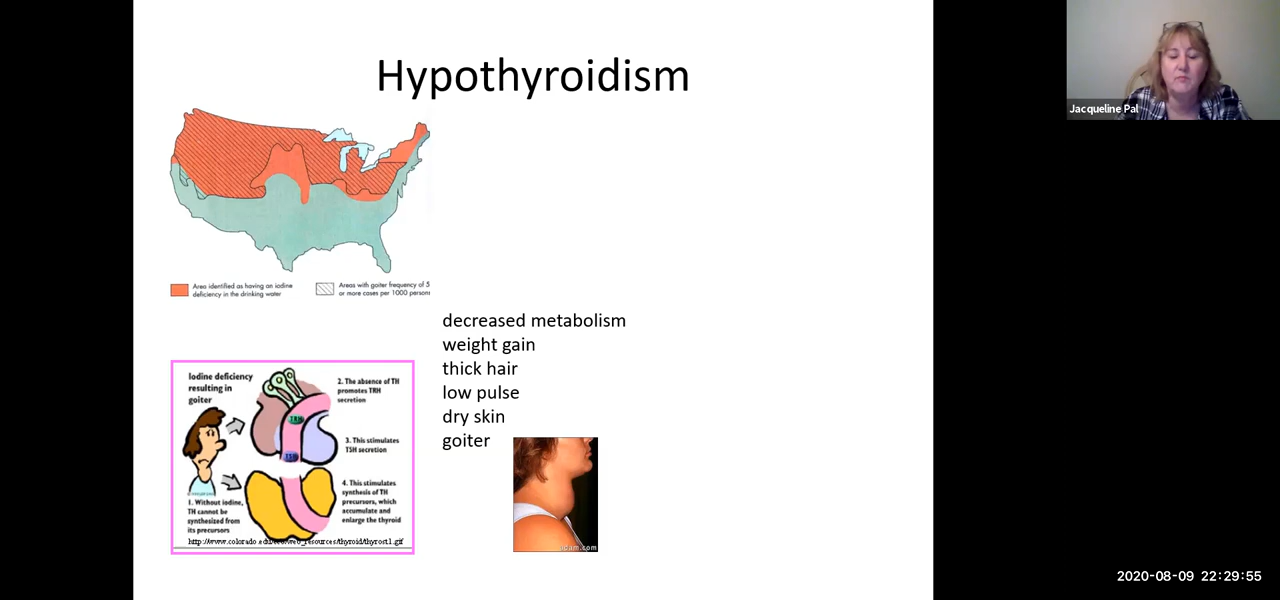 Hypothyroidism
Jacqueline Pal
Area identified as having an iodine
deficiency in the drinking water
Areas with goiter frequency of 5
or more cases per 1000 persons
decreased metabolism
weight gain
thick hair
low pulse
dry skin
goiter
Iodine deficiency
resulting in
goiter
2. The absence of TH
promotes TRH
secretion
TRH
3. This stimulates
TSH secretion
TSH
4. This stimulates
synthesis of TH
precursors, which
accumulate and
enlarge the thyroid
1. Without iodine,
TH cannot be
synthesized from
its precursors
adam.com
2020-08-09 22:29:55